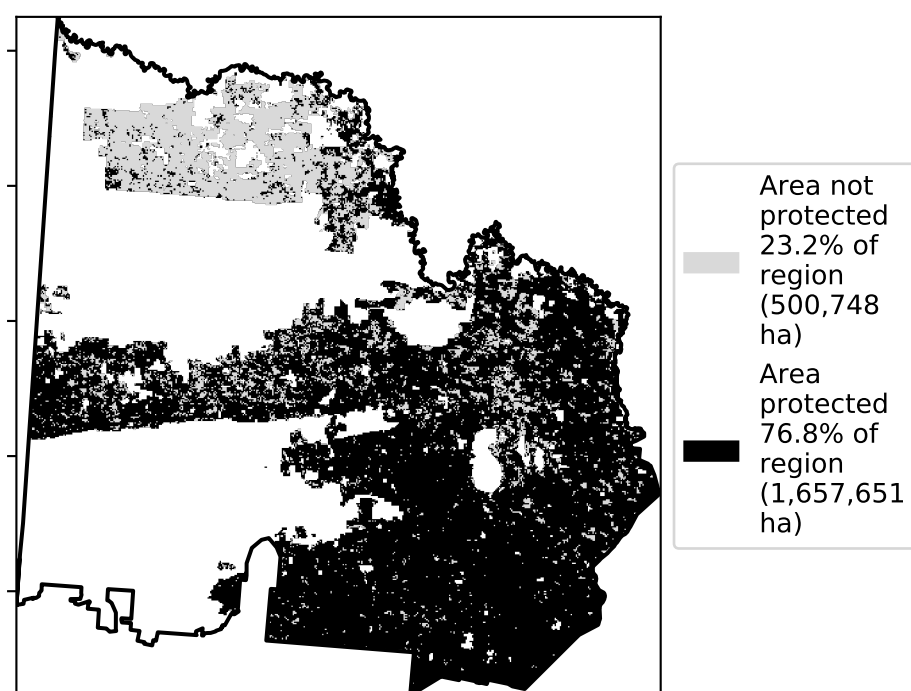 Area not
protected
23.2% of
region
(500,748
ha)
Area
protected
76.8% of
region
(1,657,651
ha)